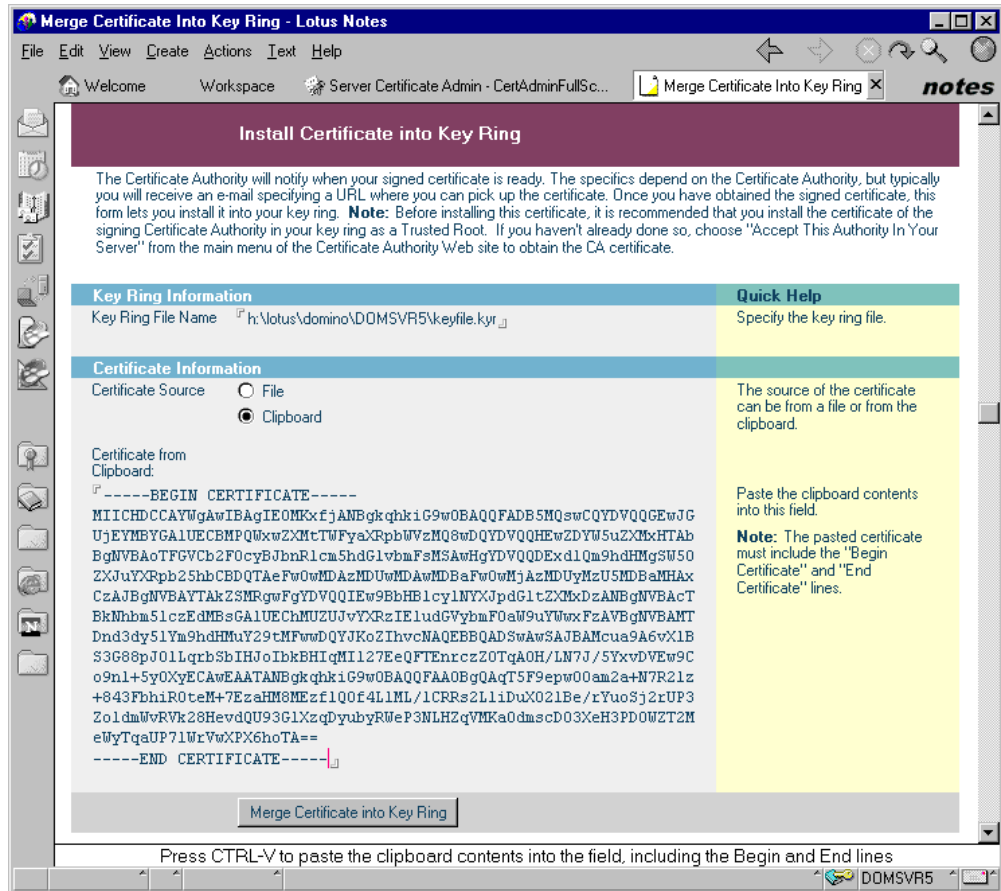 Merge Certificate Into Key Ring - Lotus Notes
File Edit View Create Actions Text Help
Welcome Workspace Server Certificate Admin - CertAdminFullSc... Merge Certificate Into Key Ring notes
Install Certificate into Key Ring
The Certificate Authority will notify when your signed certificate is ready. The specifics depend on the Certificate Authority, but typically
you will receive an e-mail specifying a URL where you can pick up the certificate. Once you have obtained the signed certificate, this
form lets you install it into your key ring. Note: Before installing this certificate, it is recommended that you install the certificate of the
signing Certificate Authority in your key ring as a Trusted Root. If you haven't already done so, choose "Accept This Authority In Your
Server" from the main menu of the Certificate Authority Web site to obtain the CA certificate.
Key Ring Information Quick Help
Key Ring File Name h:\lotus\domino\DOMSVR5\keyfile.kyr Specify the key ring file.
Certificate Information
Certificate Source File The source of the certificate
can be from a file or from the
Clipboard clipboard.
Certificate from
Clipboard:
-----BEGIN CERTIFICATE----- Paste the clipboard contents
into this field.
MIICHDCCAYWgAwIBAgIEOMKxfjANBgkqhkiG9w0BAQQFADB5MQswCQYDVQQGEwJG
UjEYMBYGA1UECBMPQWxwZXMtTWFyaXRpbWVzMQ8wDQYDVQQHEwZDYW5uZXMxHTAb
BgNVBAoTFGVCb2F0cyBJbnR1cm5hdGlvbmFsMSAwHgYDVQQDExdlQm9hdHMgSW50
ZXJuYXRpb25hbCBDQTAeFw0wMDAzMDUwMDAwMDBaFw0wMjAzMDUyMzU5MDBaMHAx
CzAJBgNVBAYTAkZSMRgwFgYDVQQIEw9BbHB1cy1NYXJpdGltZXMxDzANBgNVBAcT
BkNhbm5lczEdMBsGA1UEChMUZUJvYXRzIEludGVybmF0aW9uYWwxFzAVBgNVBAMT
Dnd3dy5lYm9hdHMuY29tMFwwDQYJKoZIhvcNAQEBBQADSwAwSAJBAMcua9A6vX1B
S3G88pJ01LqrbSbIHJoIbkBHIqMI127EeQFTEnrczZ0TqA0H/LN7J/5YxvDVEw9C
o9nl+5y0XyECAwEAATANBgkqhkiG9w0BAQQFAAOBgQAqT5F9epw00am2a+N7R21z
+843FbhiR0teM+7EzaHM8MEzflQ0f4L1ML/lCRRs2LliDuX021Be/rYuoSj2rUP3
ZoldmWvRVk28HevdQU93GlXzqDyubyRWeP3NLHZqVMKa0dmscD03XeH3PD0WZT2M
eWyTqaUP71WrVwXPX6hoTA==
-----END CERTIFICATE-----
Note: The pasted certificate
must include the "Begin
Certificate" and "End
Certificate" lines.
Merge Certificate into Key Ring
Press CTRL-V to paste the clipboard contents into the field, including the Begin and End lines
DOMSVR5